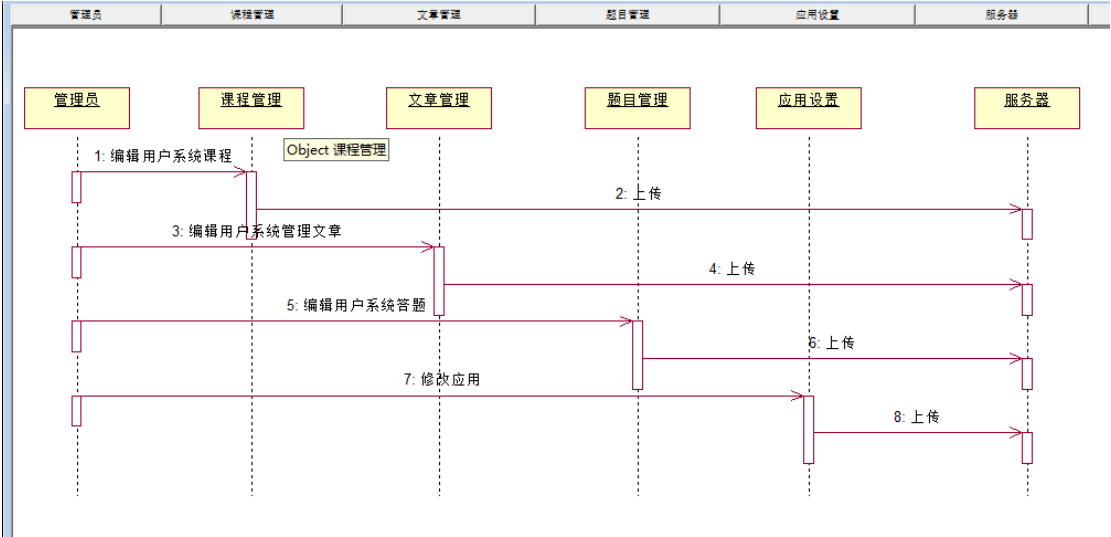 管理员 课程管理 文章管理 题目管理 应用设置 服务器
管理员 课程管理 文章管理 题目管理 应用设置 服务器
Object 课程管理
1: 编辑用户系统课程
2: 上传
3: 编辑用户系统管理文章
4: 上传
5: 编辑用户系统答题
6: 上传
7: 修改应用
8: 上传